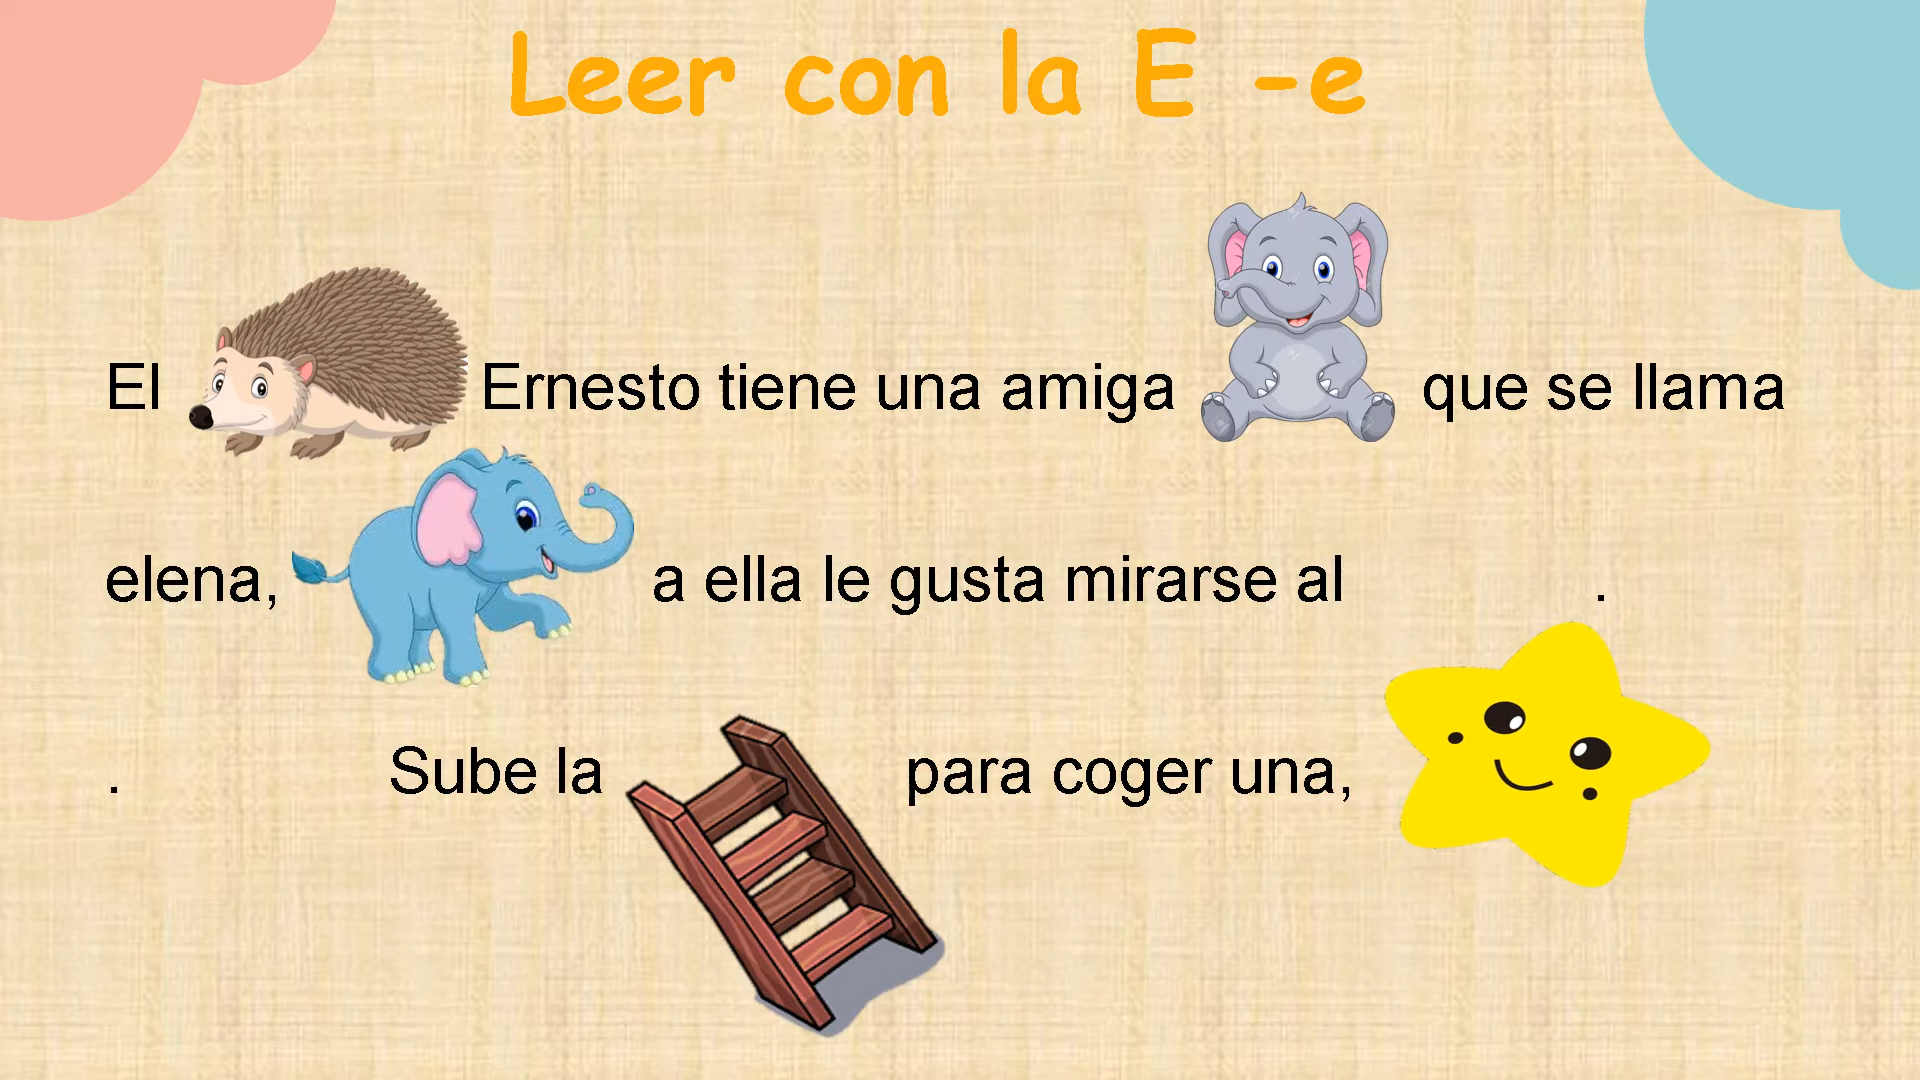 Leer con la E -e
El Ernesto tiene una amiga que se llama
elena, a ella le gusta mirarse al .
. Sube la para coger una,